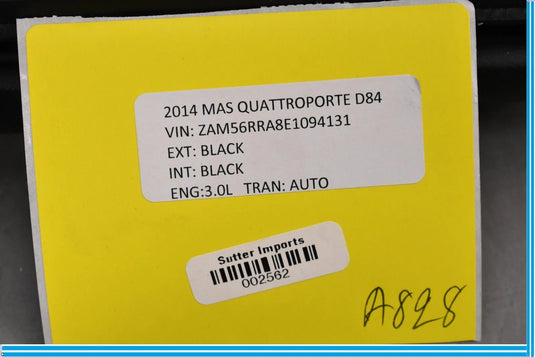 2014 MAS QUATTROPORTE D84
VIN: ZAM56RRA8E1094131
EXT: BLACK
INT: BLACK
ENG:3.0L TRAN: AUTO
Sutter Imports
002562
A828